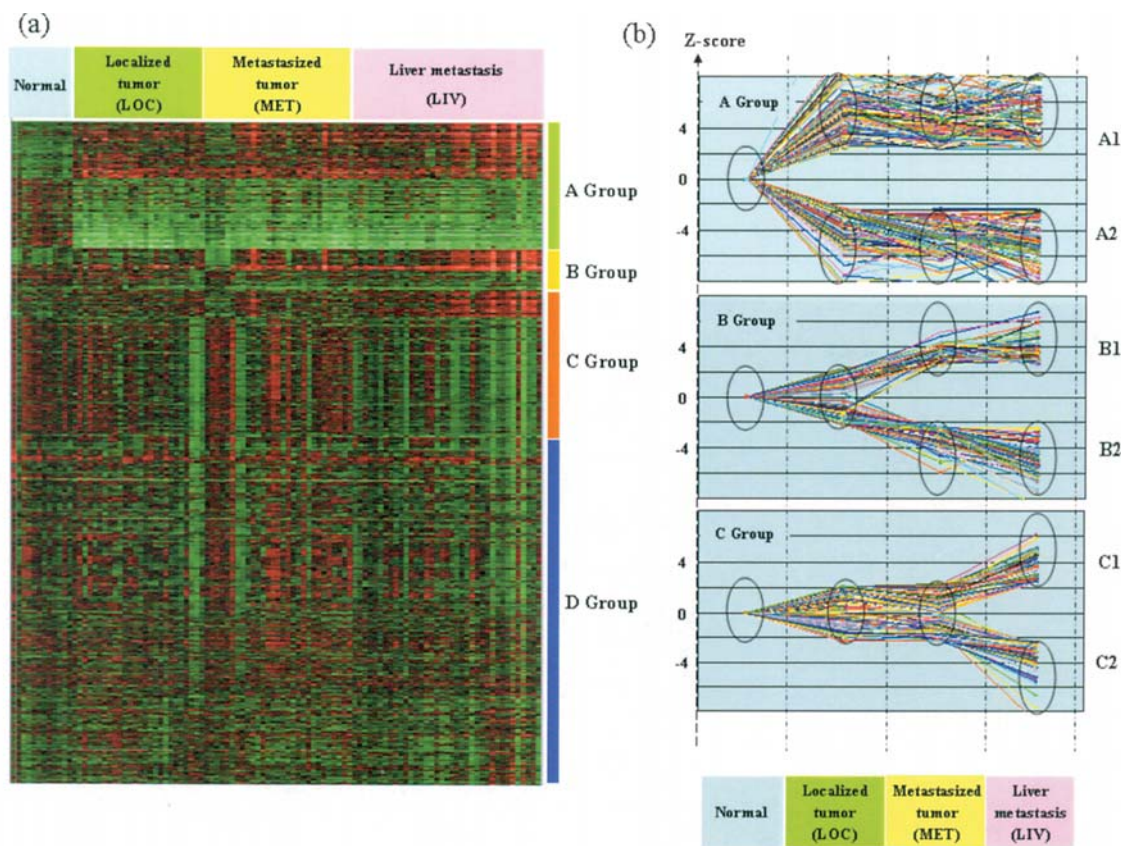 (a)
Normal
Localized
tumor
(LOC)
Metastasized
tumor
(MET)
Liver metastasis
(LIV)
A Group
B Group
C Group
D Group
(b)
Z-score
A Group
4
0
-4
A1
A2
B Group
4
0
-4
B1
B2
C Group
4
0
-4
C1
C2
Normal
Localized
tumor
(LOC)
Metastasized
tumor
(MET)
Liver
metastasis
(LIV)